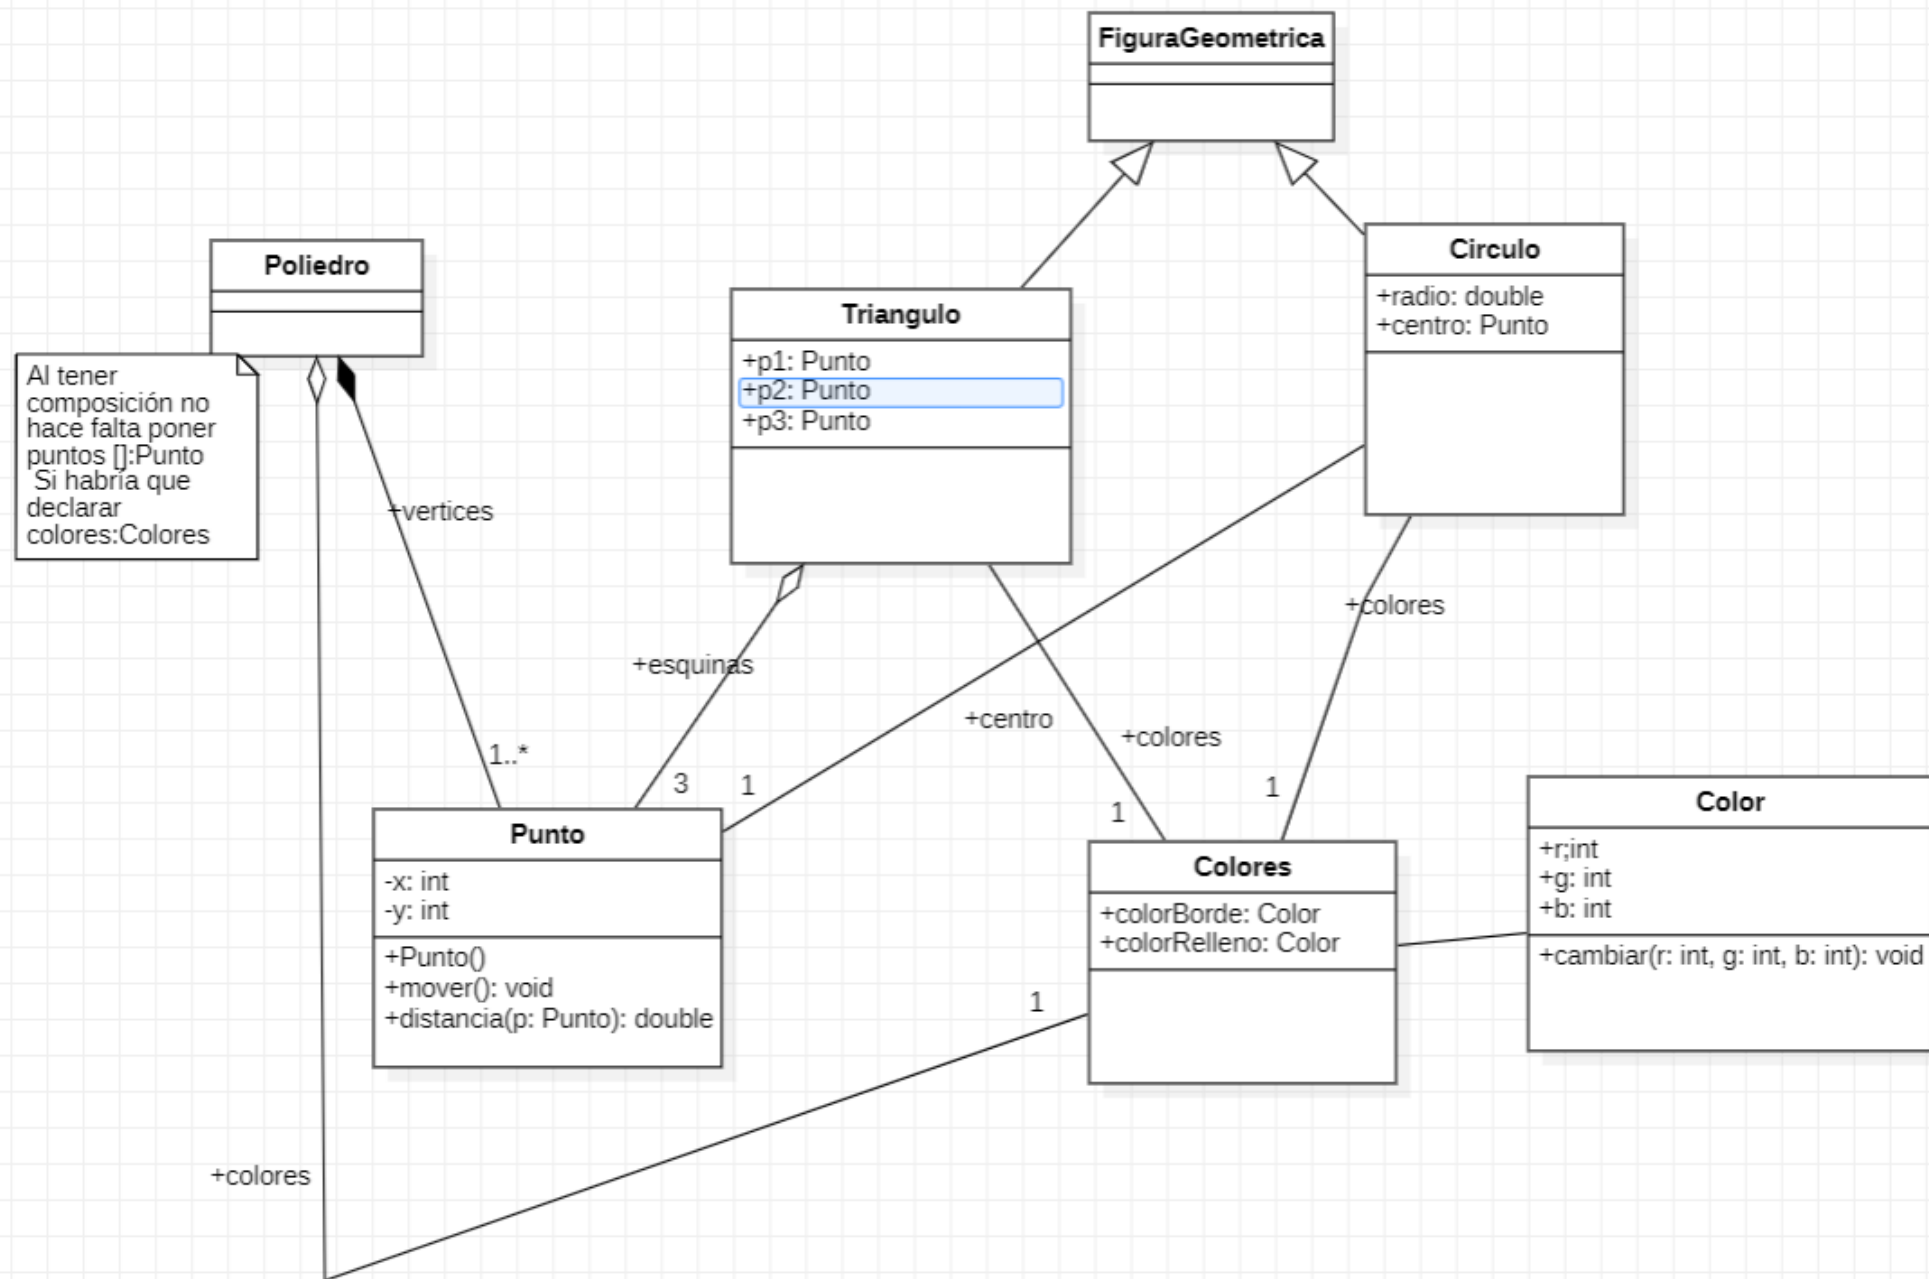 FiguraGeometrica
Poliedro
Al tener
composición no
hace falta poner
puntos []:Punto
Si habría que
declarar
colores:Colores
Triangulo
+p1: Punto
+p2: Punto
+p3: Punto
Circulo
+radio: double
+centro: Punto
+vertices
+esquinas
+centro
+colores
+colores
1..*
3
1
1
1
Punto
-x: int
-y: int
+Punto()
+mover(): void
+distancia(p: Punto): double
Colores
+colorBorde: Color
+colorRelleno: Color
Color
+r;int
+g: int
+b: int
+cambiar(r: int, g: int, b: int): void
1
+colores